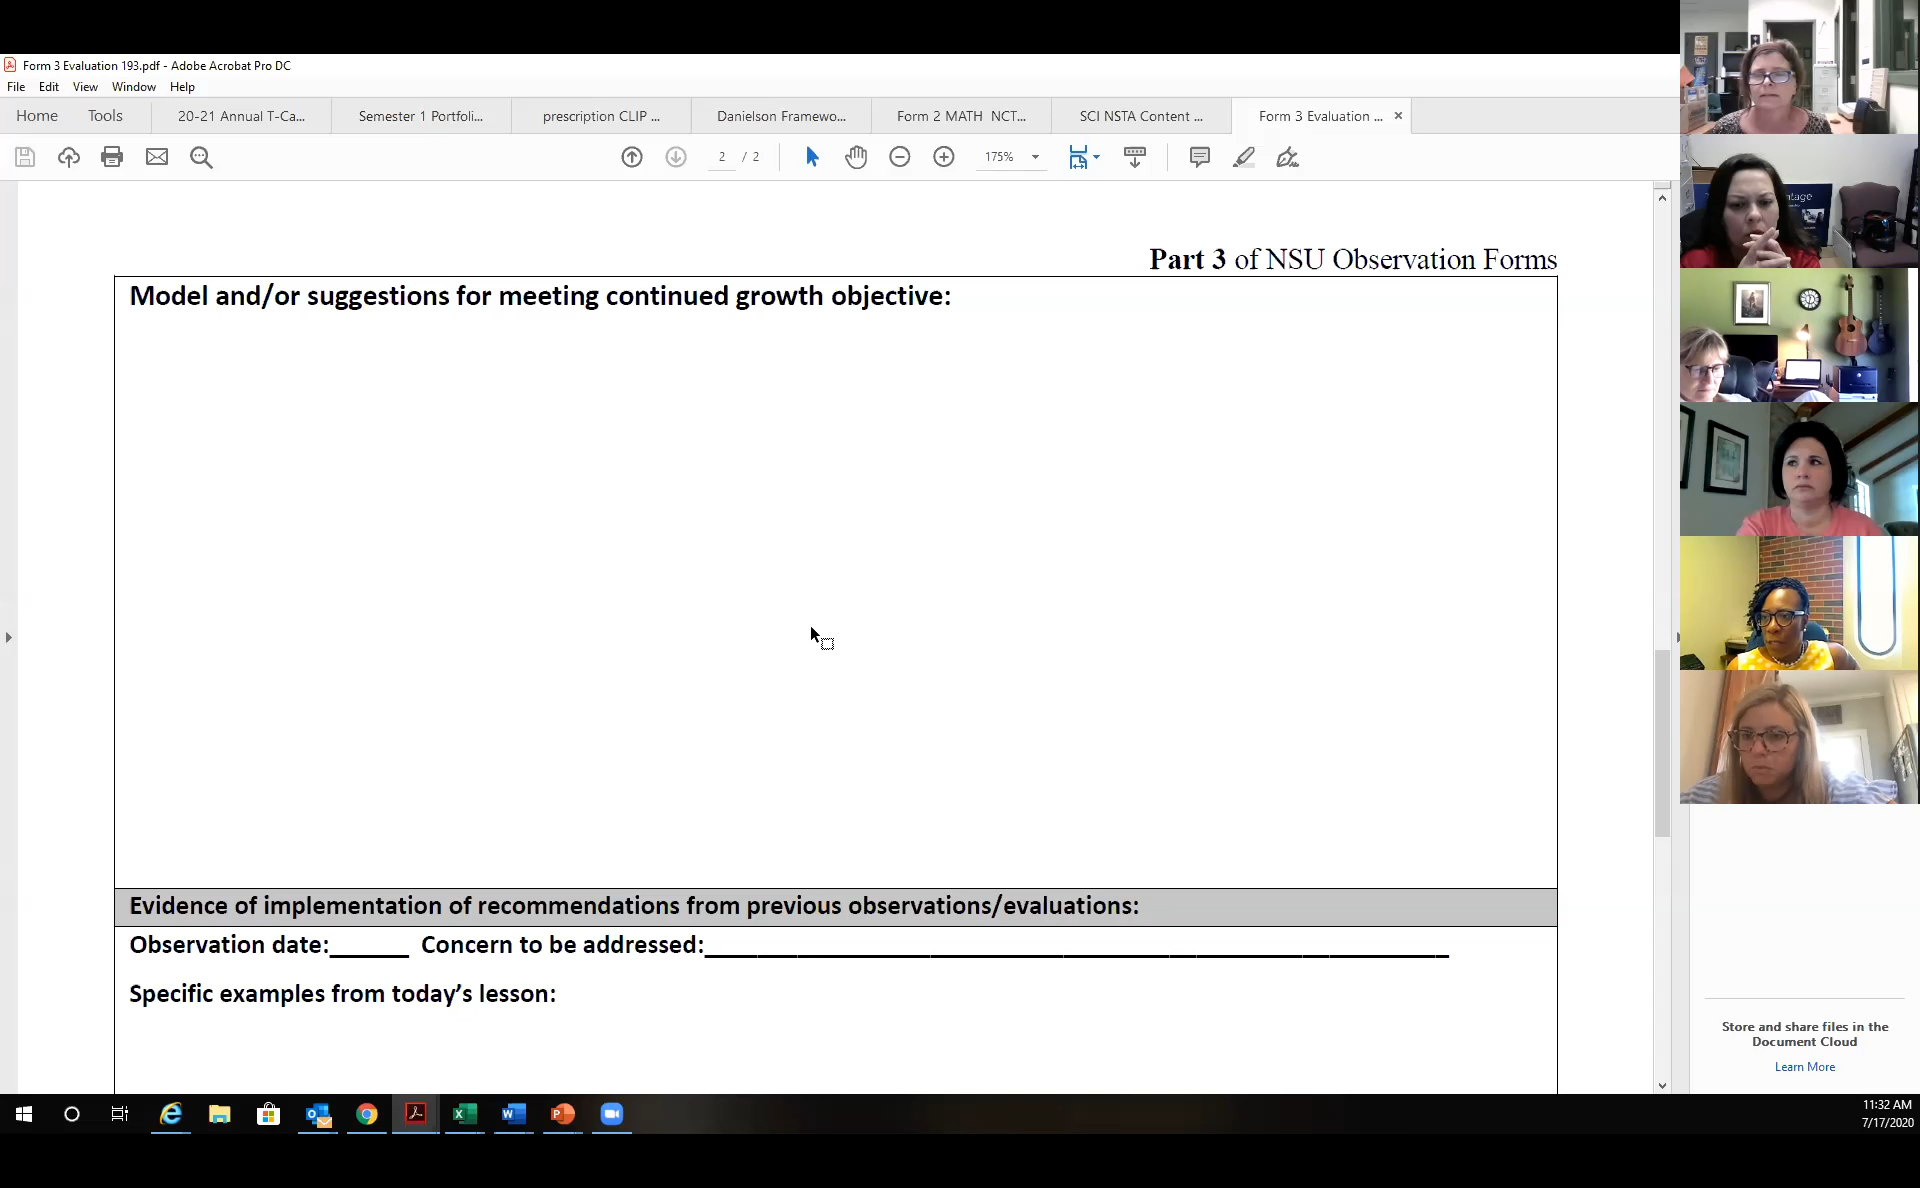 Form 3 Evaluation 193.pdf - Adobe Acrobat Pro DC
File Edit View Window Help
Home Tools 20-21 Annual T-Ca... Semester 1 Portfoli... prescription CLIP ... Danielson Framewo... Form 2 MATH NCT... SCI NSTA Content ... Form 3 Evaluation ... ×
2 / 2 175%
Part 3 of NSU Observation Forms
Model and/or suggestions for meeting continued growth objective:
Evidence of implementation of recommendations from previous observations/evaluations:
Observation date:______ Concern to be addressed:________________________________________________________
Specific examples from today’s lesson:
Store and share files in the
Document Cloud
Learn More
11:32 AM
7/17/2020